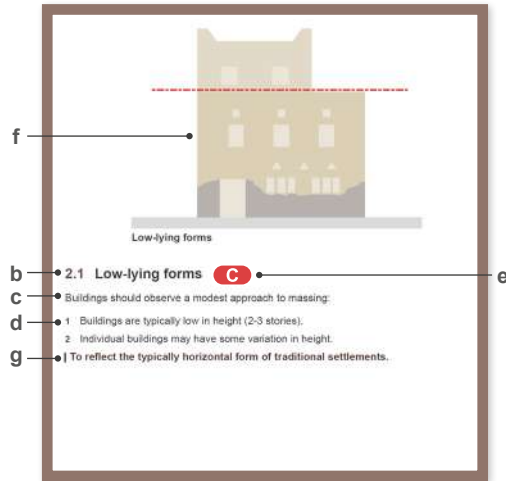 f
Low-lying forms
b 2.1 Low-lying forms C e
c Buildings should observe a modest approach to massing:
d 1 Buildings are typically low in height (2-3 stories).
2 Individual buildings may have some variation in height.
g | To reflect the typically horizontal form of traditional settlements.